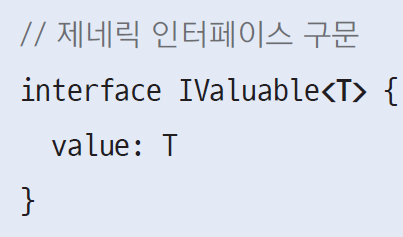 // 제네릭 인터페이스 구문
interface IValuable<T> {
  value: T
}